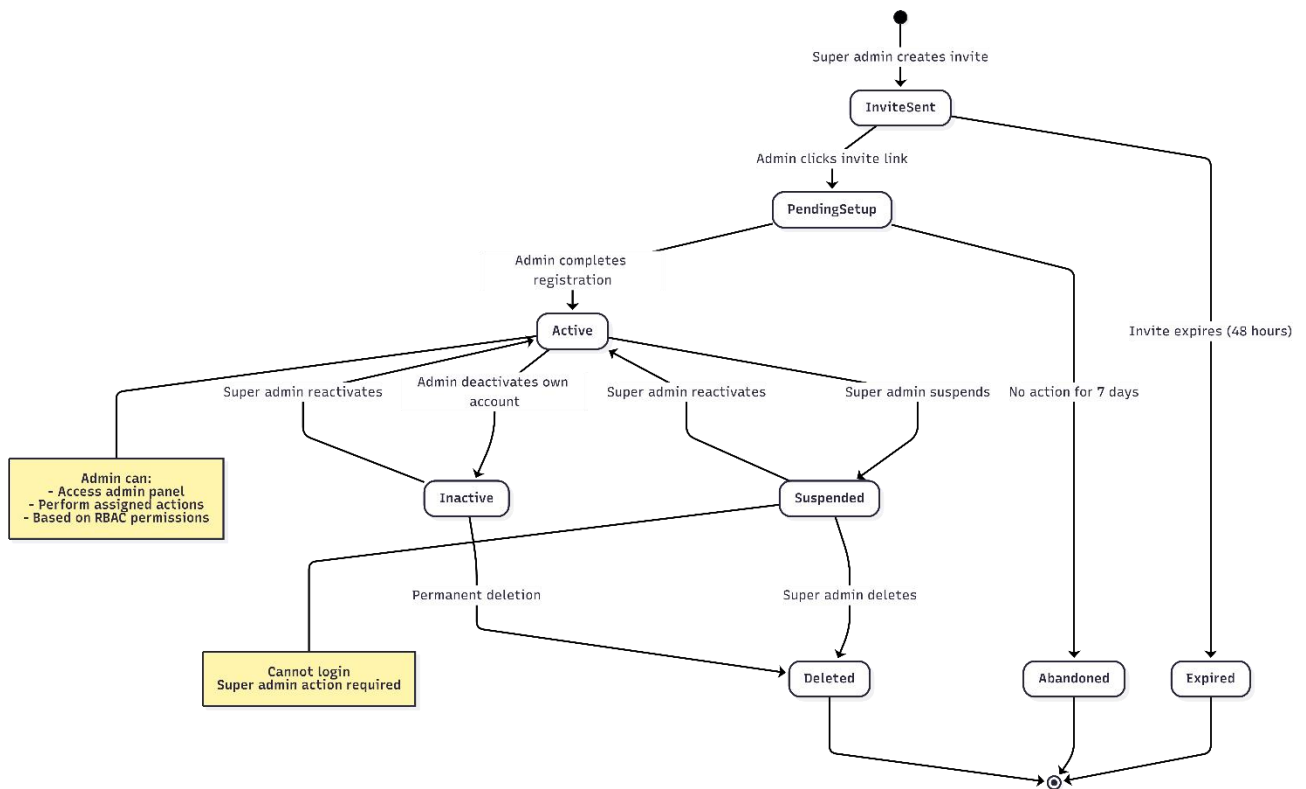 Super admin creates invite
InviteSent
Admin clicks invite link
PendingSetup
Admin completes
registration
Active
Invite expires (48 hours)
Super admin reactivates
Admin deactivates own
account
Super admin reactivates
Super admin suspends
No action for 7 days
Admin can:
- Access admin panel
- Perform assigned actions
- Based on RBAC permissions
Inactive
Suspended
Permanent deletion
Super admin deletes
Cannot login
Super admin action required
Deleted
Abandoned
Expired